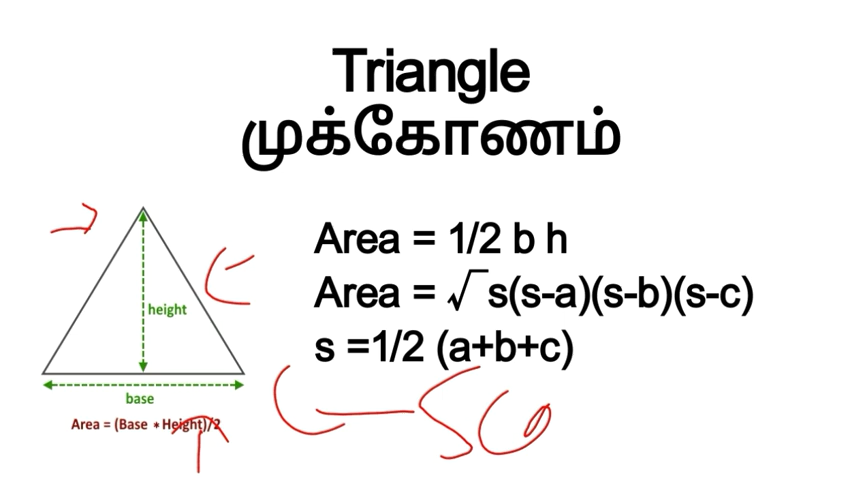 Triangle
முக்கோணம்
Area = 1/2 b h
Area = √ s(s-a)(s-b)(s-c)
s =1/2 (a+b+c)
height
base
Area = (Base * Height)/2